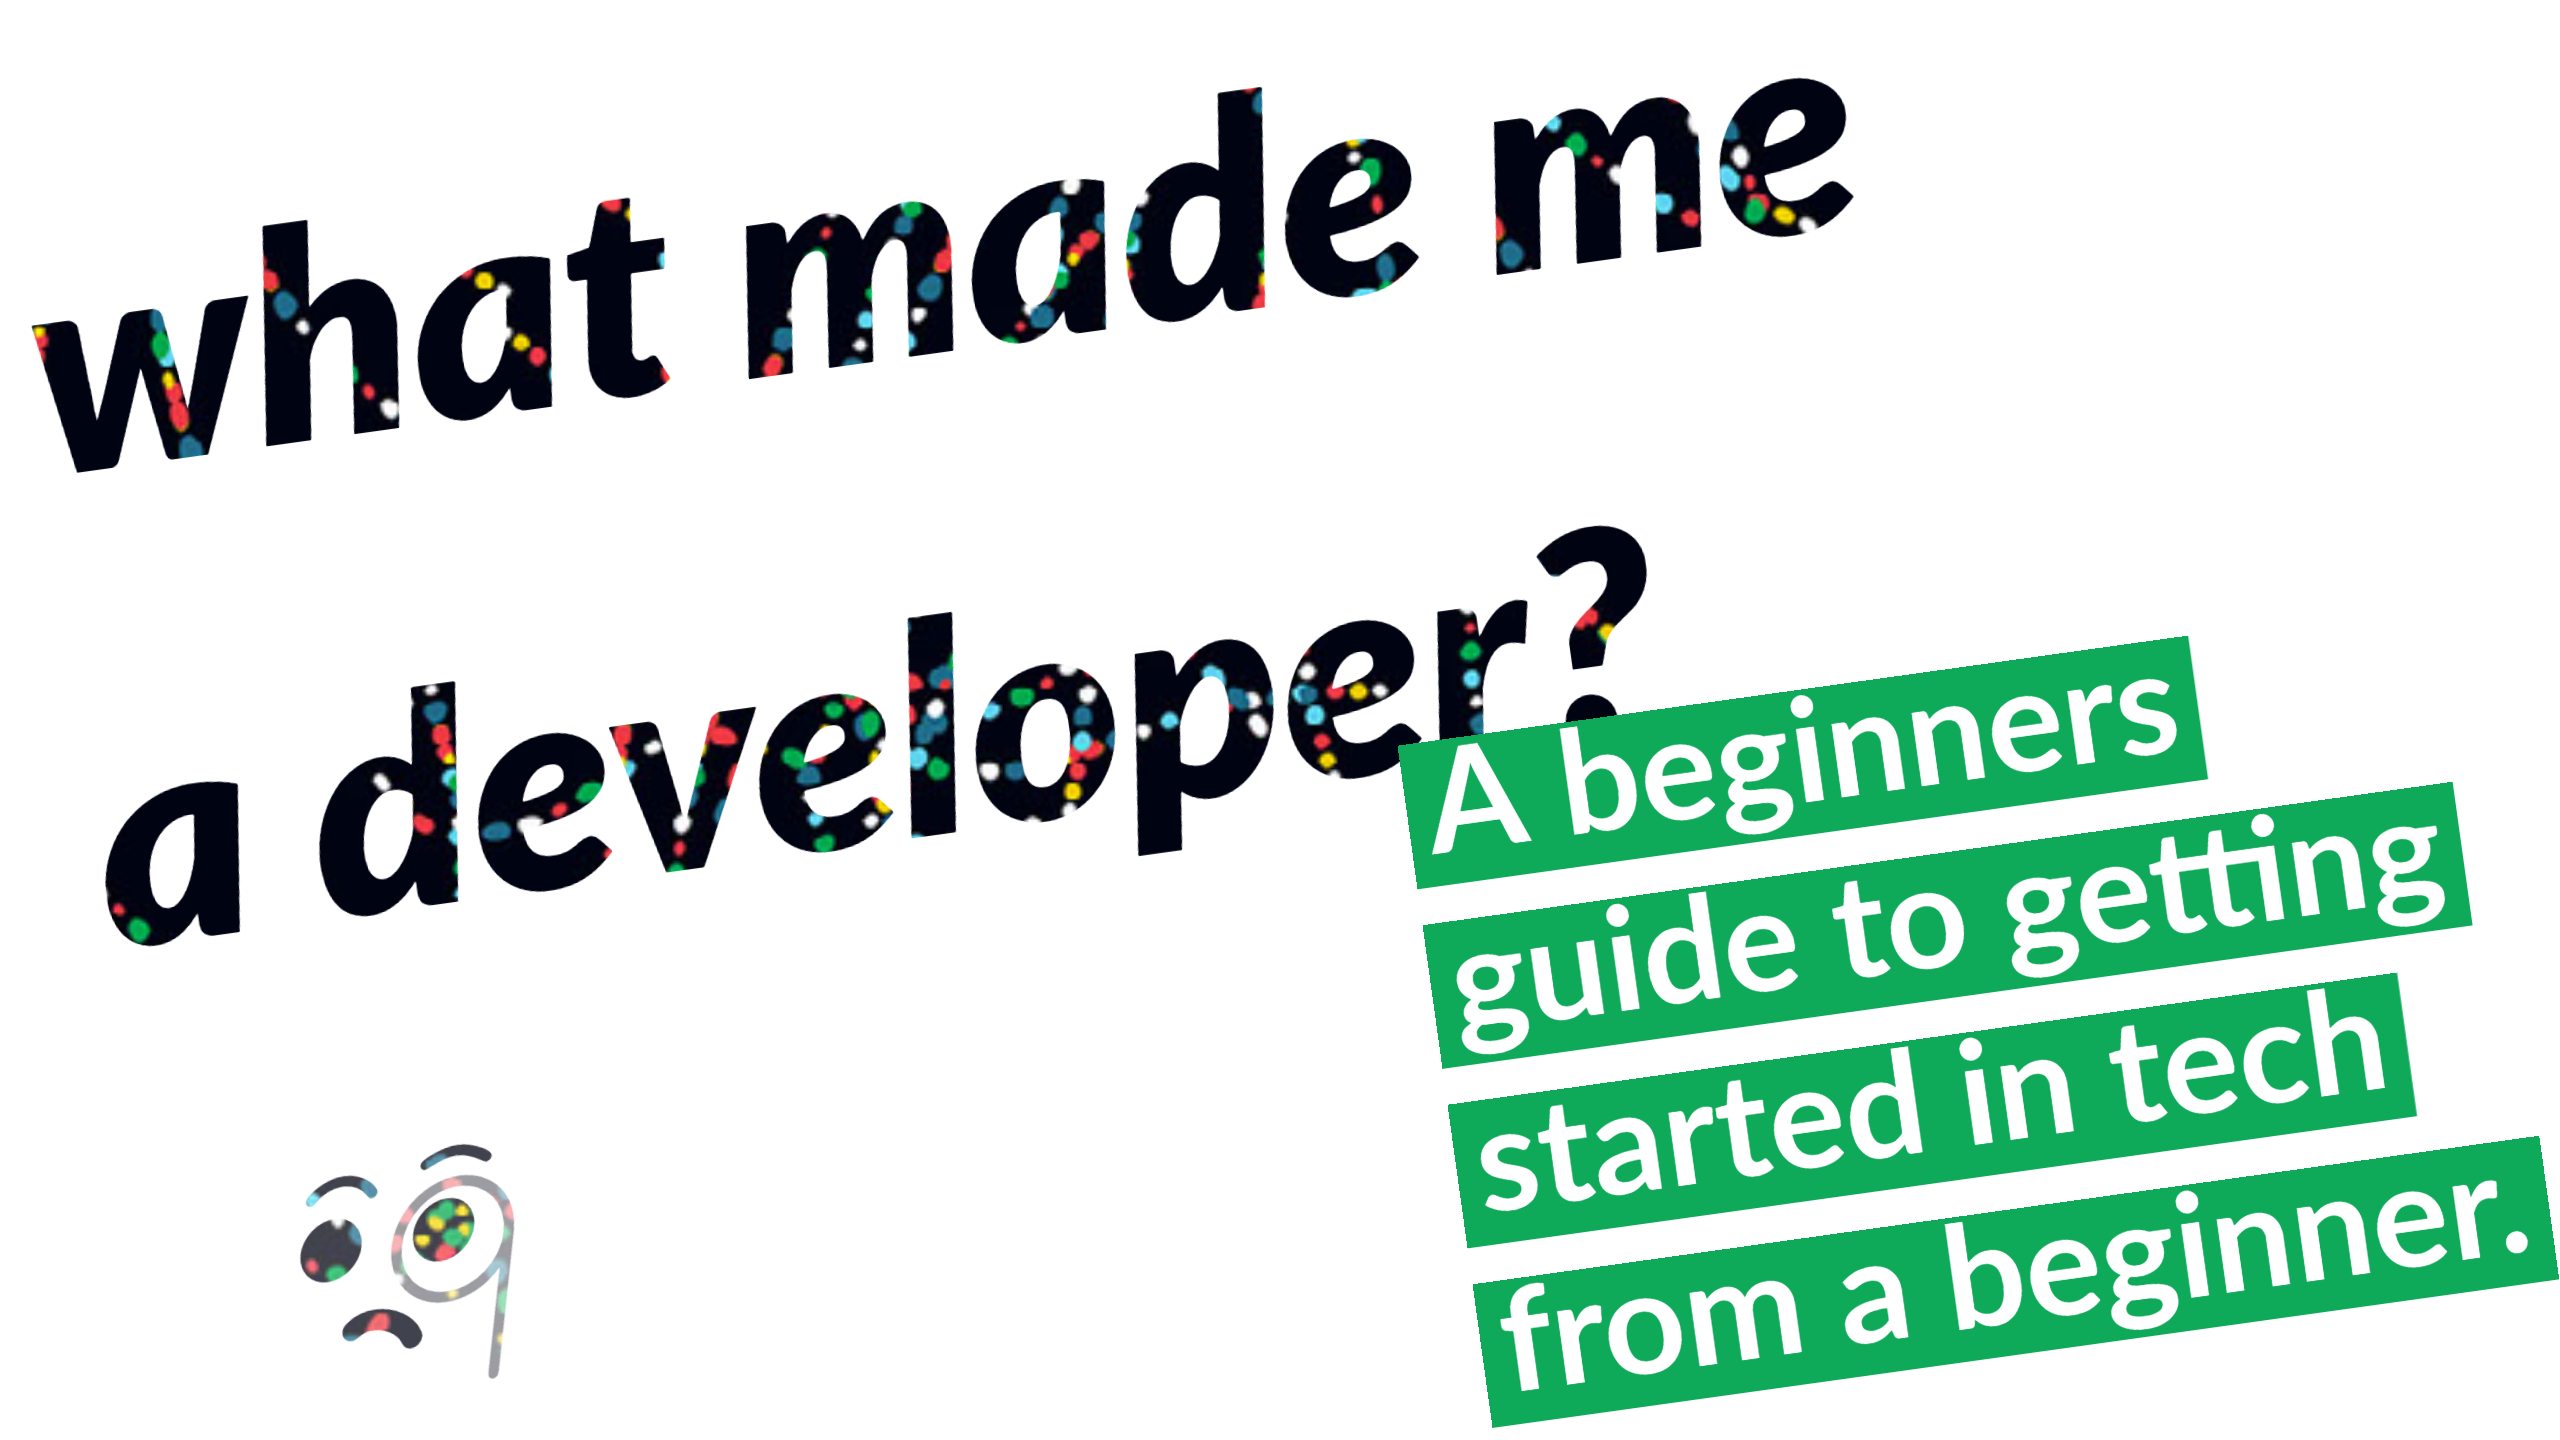 what made me
a developer?
A beginners
guide to getting
started in tech
from a beginner.